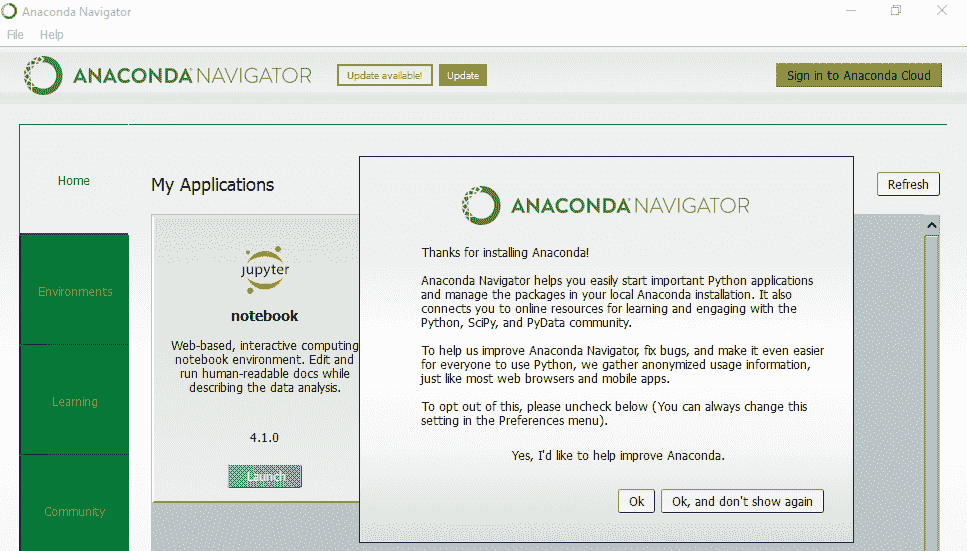 Anaconda Navigator
File Help
ANACONDA NAVIGATOR
Update available!
Update
Sign in to Anaconda Cloud
Home
Environments
Learning
Community
My Applications
Refresh
jupyter
notebook
Web-based, interactive computing
notebook environment. Edit and
run human-readable docs while
describing the data analysis.
4.1.0
Launch
ANACONDA NAVIGATOR
Thanks for installing Anaconda!
Anaconda Navigator helps you easily start important Python applications
and manage the packages in your local Anaconda installation. It also
connects you to online resources for learning and engaging with the
Python, SciPy, and PyData community.
To help us improve Anaconda Navigator, fix bugs, and make it even easier
for everyone to use Python, we gather anonymized usage information,
just like most web browsers and mobile apps.
To opt out of this, please uncheck below (You can always change this
setting in the Preferences menu).
Yes, I'd like to help improve Anaconda.
Ok
Ok, and don't show again